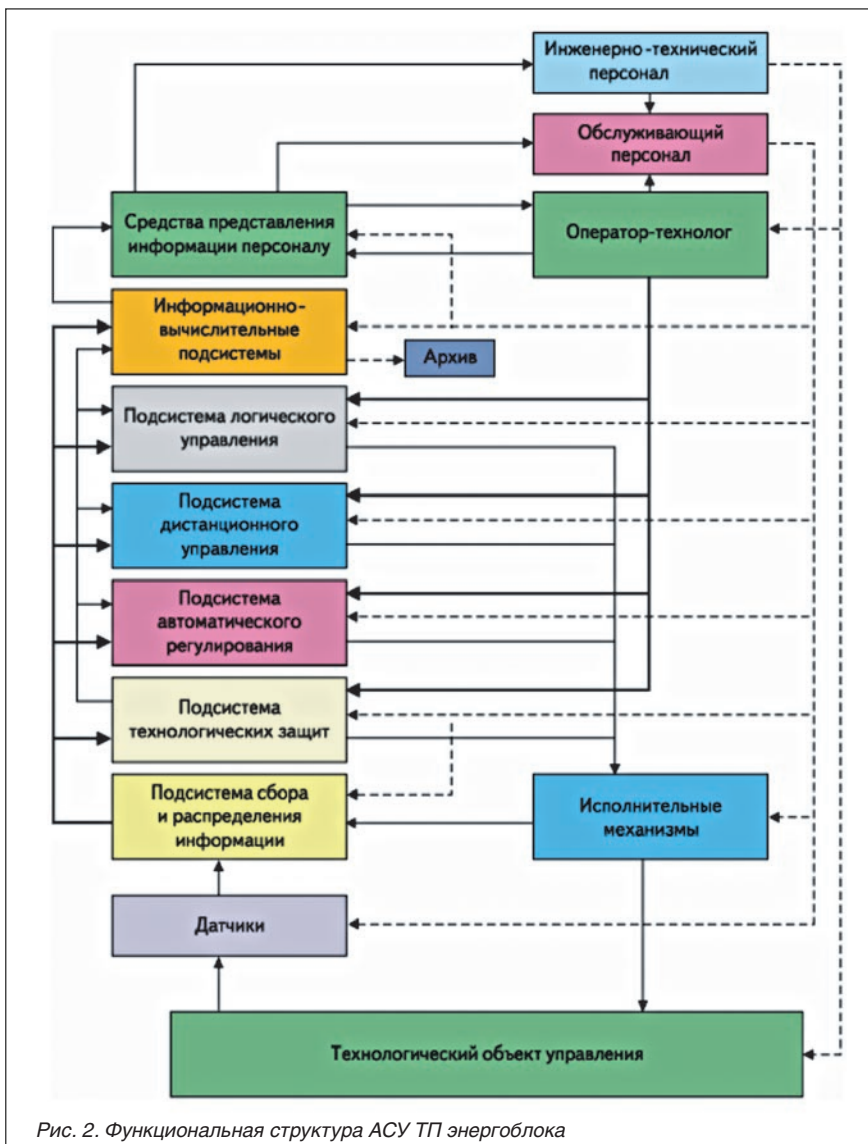 Инженерно-технический
персонал
Обслуживающий
персонал
Средства представления
информации персоналу
Оператор-технолог
Информационно-
вычислительные
подсистемы
Архив
Подсистема логического
управления
Подсистема
дистанционного
управления
Подсистема
автоматического
регулирования
Подсистема
технологических защит
Подсистема сбора
и распределения
информации
Исполнительные
механизмы
Датчики
Технологический объект управления
Рис. 2. Функциональная структура АСУ ТП энергоблока